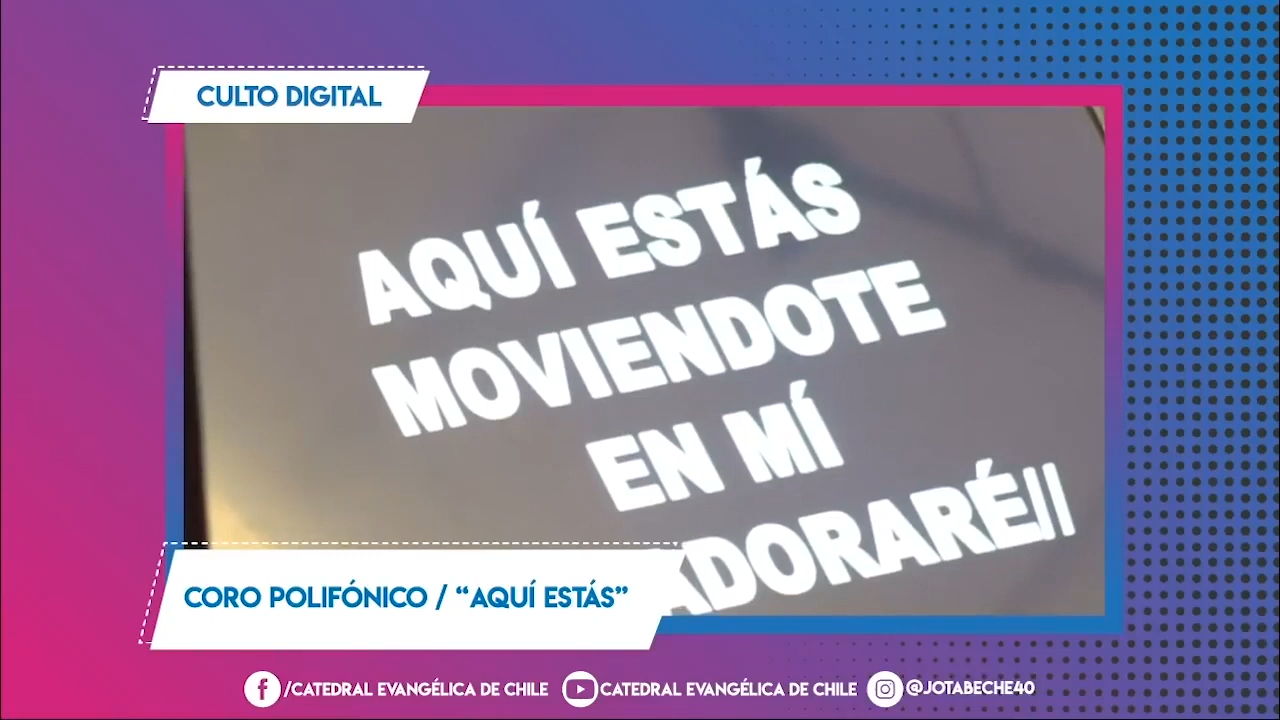 CULTO DIGITAL
AQUÍ ESTÁS
MOVIENDOTE
EN MÍ
ADORARÉ//
CORO POLIFÓNICO / “AQUÍ ESTÁS”
/CATEDRAL EVANGÉLICA DE CHILE
CATEDRAL EVANGÉLICA DE CHILE
@JOTABECHE40